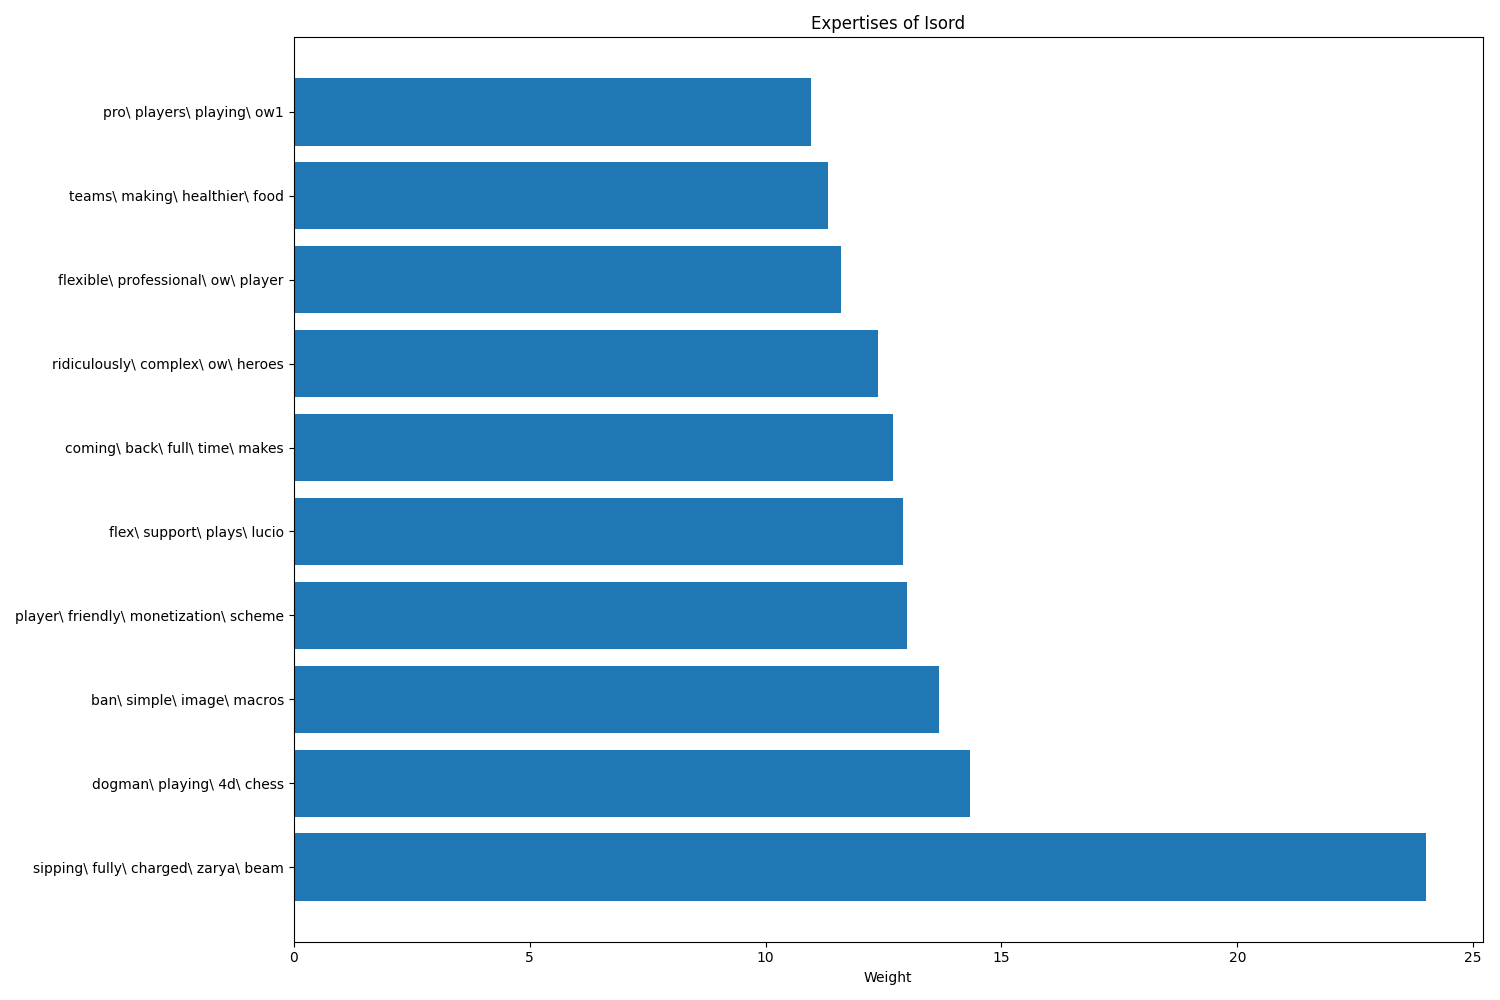 Expertises of Isord
pro\ players\ playing\ ow1
teams\ making\ healthier\ food
flexible\ professional\ ow\ player
ridiculously\ complex\ ow\ heroes
coming\ back\ full\ time\ makes
flex\ support\ plays\ lucio
player\ friendly\ monetization\ scheme
ban\ simple\ image\ macros
dogman\ playing\ 4d\ chess
sipping\ fully\ charged\ zarya\ beam
0 5 10 15 20 25
Weight